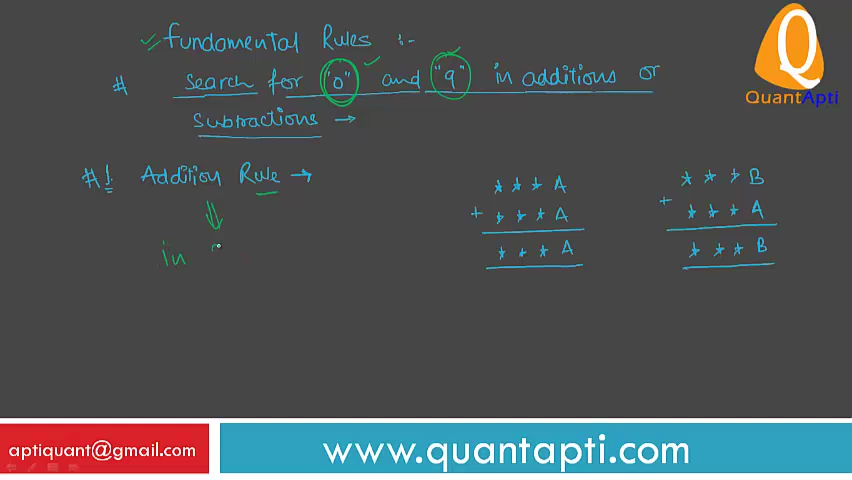 Fundamental Rules :-
# Search for "0" and "9" in additions or
Subtractions →
#1. Addition Rule →
in
* * * A
+ * * * A
* * * A
* * * B
+ * * * A
* * * B
Q
QuantApti
aptiquant@gmail.com
www.quantapti.com